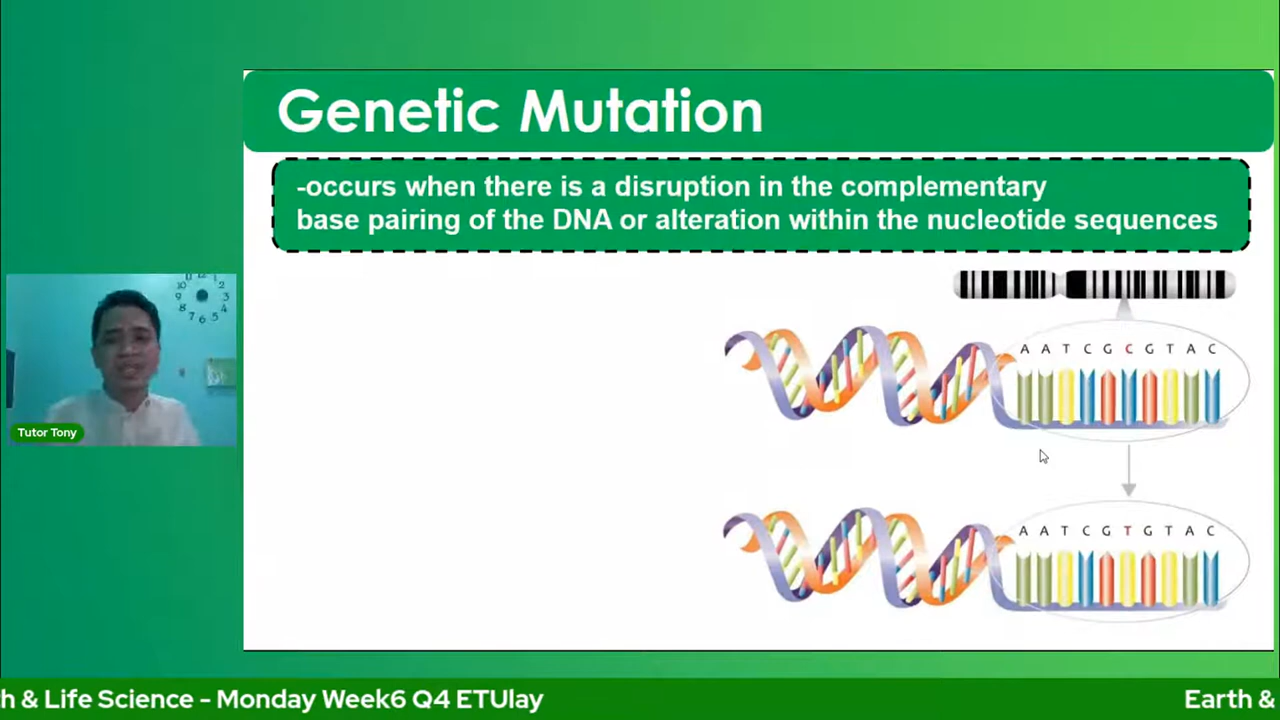 Genetic Mutation
-occurs when there is a disruption in the complementary
base pairing of the DNA or alteration within the nucleotide sequences
A A T C G C G T A C
Tutor Tony
A A T C G T G T A C
h & Life Science - Monday Week6 Q4 ETUlay
Earth &